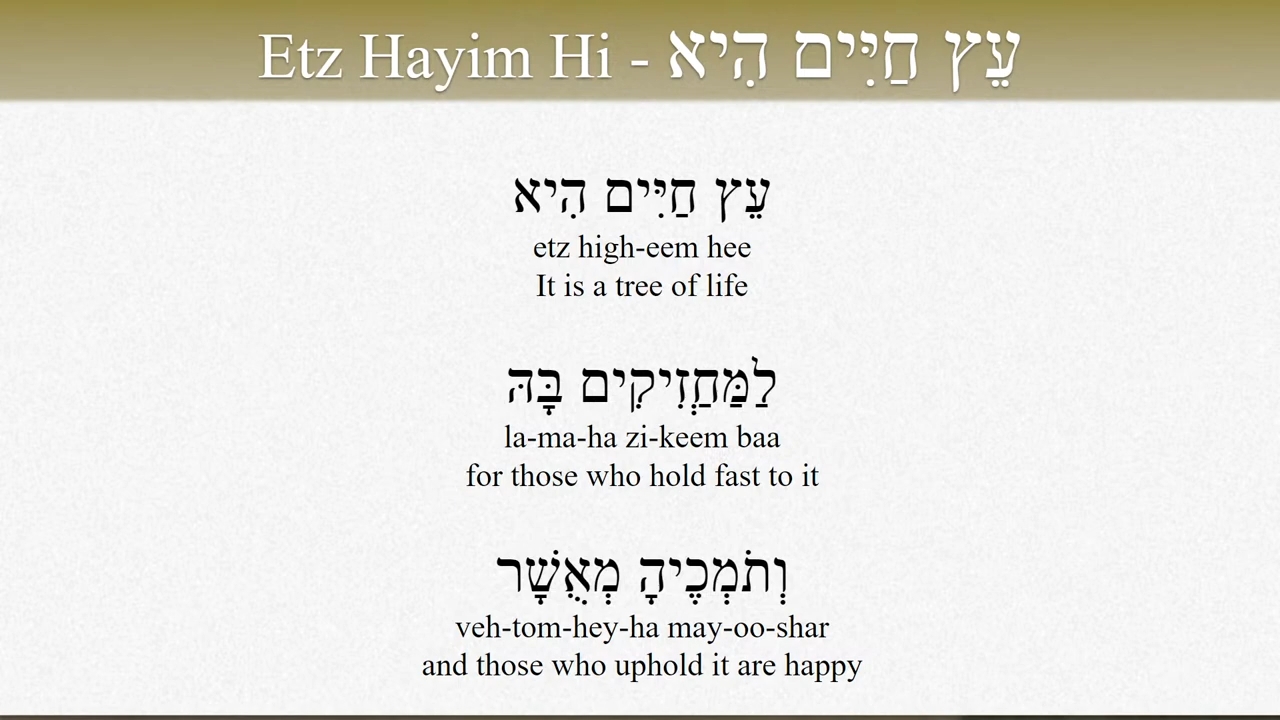 Etz Hayim Hi - עֵץ חַיִּים הִיא
עֵץ חַיִּים הִיא
etz high-eem hee
It is a tree of life
לַמַּחֲזִיקִים בָּהּ
la-ma-ha zi-keem baa
for those who hold fast to it
וְתֹמְכֶיהָ מְאֻשָּׁר
veh-tom-hey-ha may-oo-shar
and those who uphold it are happy